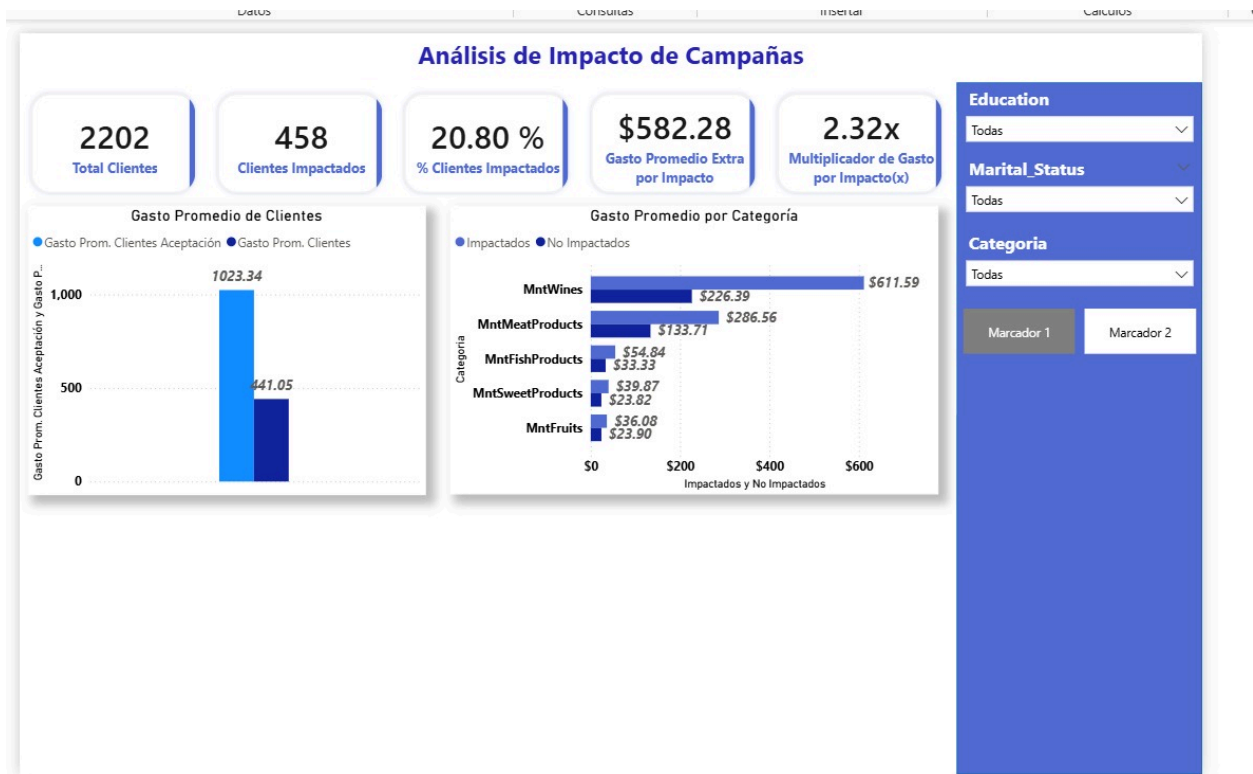 Datos
Consultas
Insertar
Cálculos
Análisis de Impacto de Campañas
2202
Total Clientes
458
Clientes Impactados
20.80 %
% Clientes Impactados
$582.28
Gasto Promedio Extra
por Impacto
2.32x
Multiplicador de Gasto
por Impacto(x)
Gasto Promedio de Clientes
Gasto Prom. Clientes Aceptación
Gasto Prom. Clientes
Gasto Prom. Clientes Aceptación y Gasto P...
1,000
500
0
1023.34
441.05
Gasto Promedio por Categoría
Impactados
No Impactados
Categoria
MntWines
$611.59
$226.39
MntMeatProducts
$286.56
$133.71
MntFishProducts
$54.84
$33.33
MntSweetProducts
$39.87
$23.82
MntFruits
$36.08
$23.90
$0
$200
$400
$600
Impactados y No Impactados
Education
Todas
Marital_Status
Todas
Categoria
Todas
Marcador 1
Marcador 2